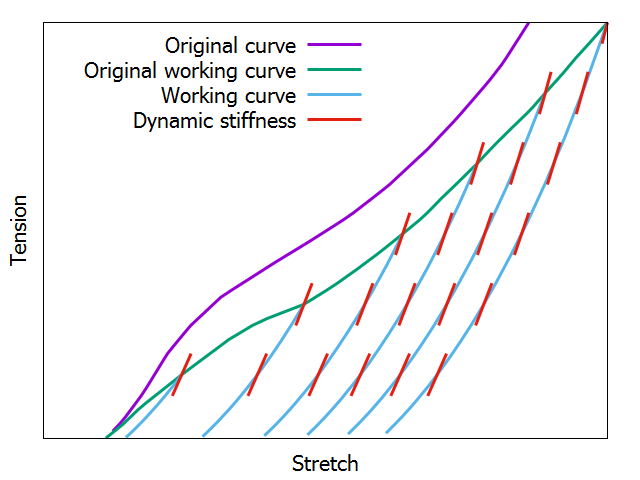 Original curve
Original working curve
Working curve
Dynamic stiffness
Tension
Stretch